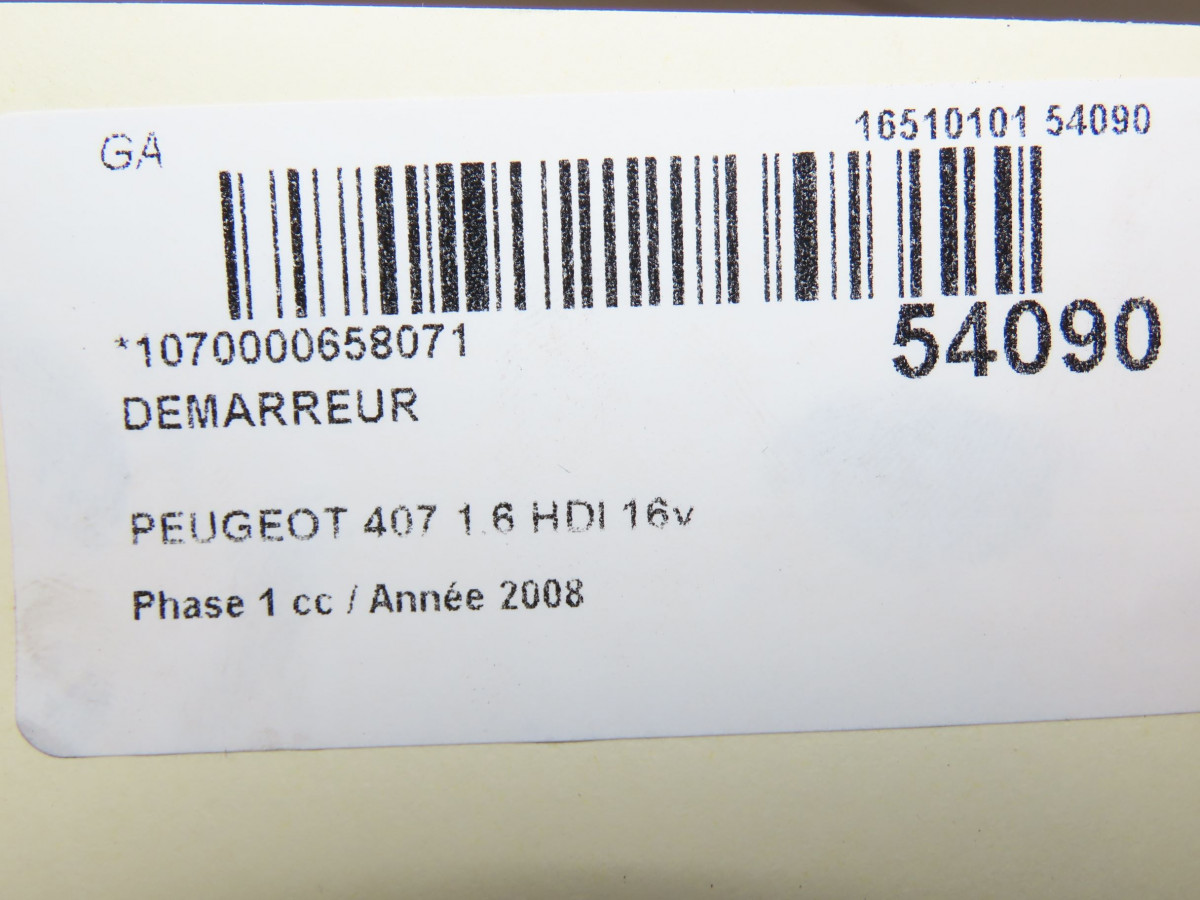 GA
16510101 54090
*1070000658071
54090
DEMARREUR
PEUGEOT 407 1.6 HDI 16v
Phase 1 cc / Année 2008